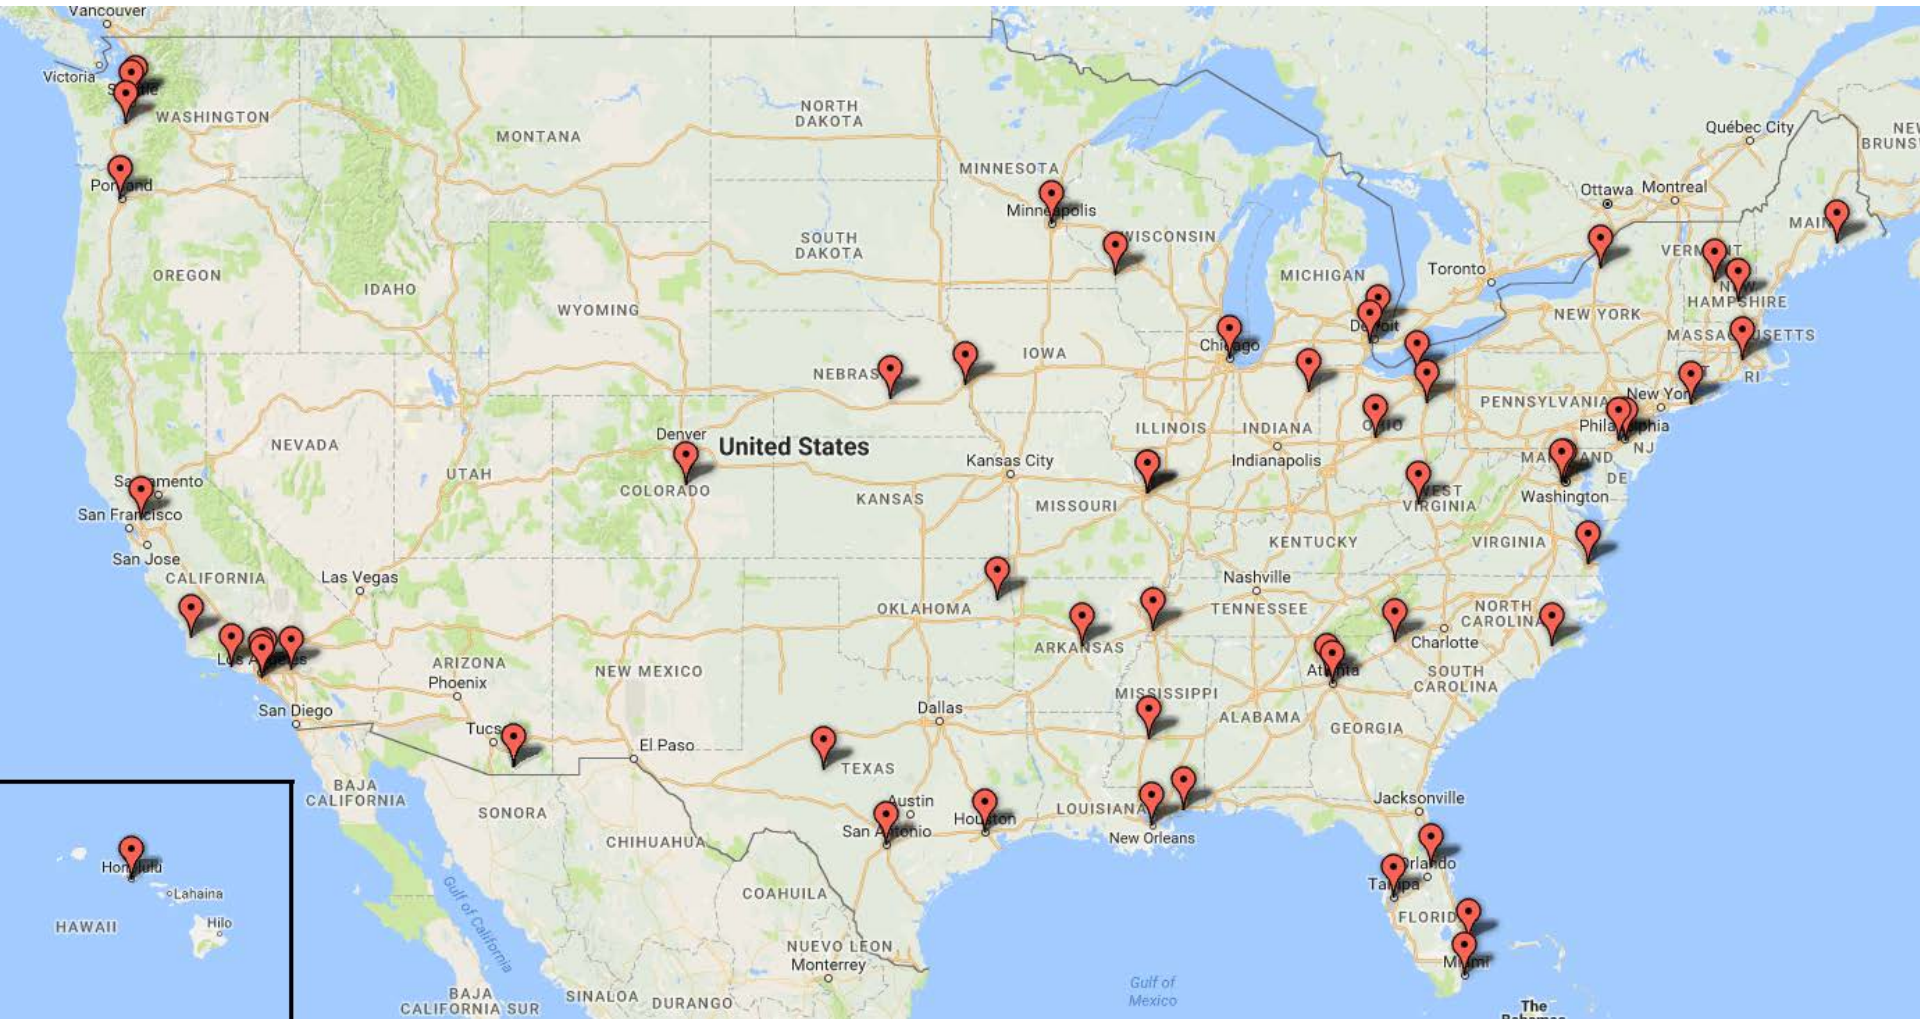 Vancouver
Victoria
WASHINGTON
MONTANA
NORTH
DAKOTA
MINNESOTA
Minneapolis
WISCONSIN
Québec City
NEW
BRUNS
Ottawa
Montreal
MAIN
Portland
OREGON
IDAHO
WYOMING
SOUTH
DAKOTA
MICHIGAN
Toronto
VERMONT
NEW
HAMPSHIRE
NEW YORK
MASSACHUSETTS
Detroit
Chicago
IOWA
NEBRAS
RI
PENNSYLVANIA
New York
Philadelphia
NJ
NEVADA
UTAH
Denver
United States
COLORADO
KANSAS
Kansas City
MISSOURI
ILLINOIS
INDIANA
Indianapolis
OHIO
MARYLAND
DE
Washington
WEST
VIRGINIA
VIRGINIA
KENTUCKY
Sacramento
San Francisco
San Jose
CALIFORNIA
Las Vegas
Los Angeles
San Diego
ARIZONA
Phoenix
Tucs
NEW MEXICO
El Paso
OKLAHOMA
ARKANSAS
Nashville
TENNESSEE
NORTH
CAROLINA
Charlotte
SOUTH
CAROLINA
Atlanta
MISSISSIPPI
ALABAMA
GEORGIA
Dallas
TEXAS
Austin
San Antonio
Houston
LOUISIANA
New Orleans
Jacksonville
Orlando
Tampa
FLORID
Miami
BAJA
CALIFORNIA
SONORA
CHIHUAHUA
COAHUILA
NUEVO LEON
Monterrey
Gulf of California
BAJA
CALIFORNIA SUR
SINALOA
DURANGO
Gulf of
Mexico
The
Bahamas
Honolulu
Lahaina
HAWAII
Hilo